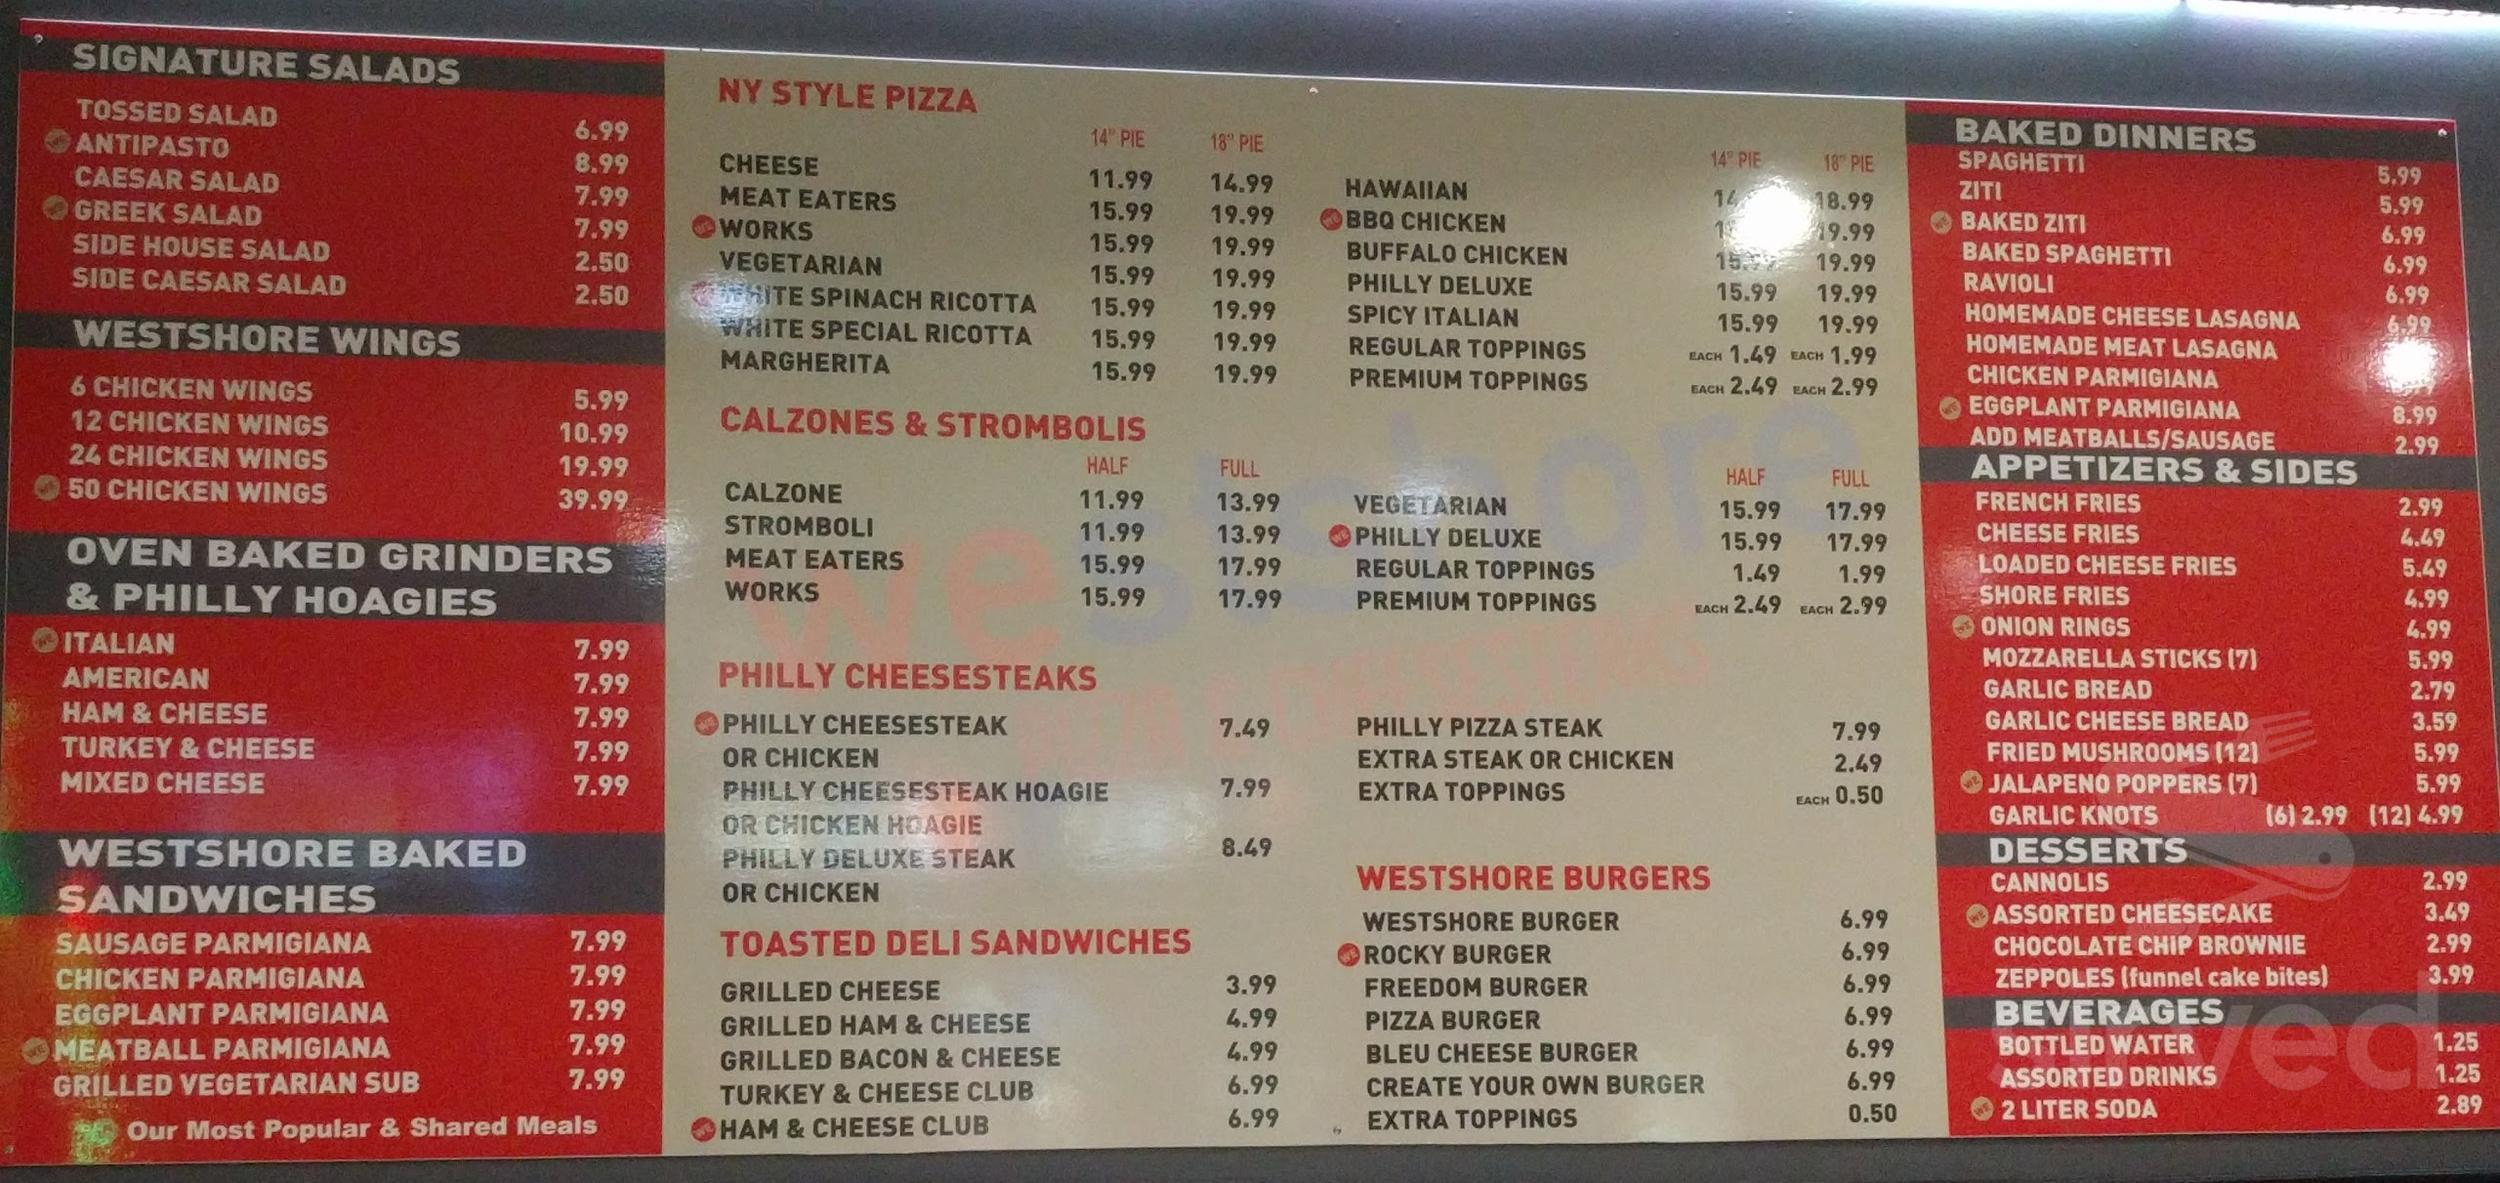 SIGNATURE SALADS
TOSSED SALAD 6.99
ANTIPASTO 8.99
CAESAR SALAD 7.99
GREEK SALAD 7.99
SIDE HOUSE SALAD 2.50
SIDE CAESAR SALAD 2.50
WESTSHORE WINGS
6 CHICKEN WINGS 5.99
12 CHICKEN WINGS 10.99
24 CHICKEN WINGS 19.99
50 CHICKEN WINGS 39.99
OVEN BAKED GRINDERS
& PHILLY HOAGIES
ITALIAN 7.99
AMERICAN 7.99
HAM & CHEESE 7.99
TURKEY & CHEESE 7.99
MIXED CHEESE 7.99
WESTSHORE BAKED
SANDWICHES
SAUSAGE PARMIGIANA 7.99
CHICKEN PARMIGIANA 7.99
EGGPLANT PARMIGIANA 7.99
MEATBALL PARMIGIANA 7.99
GRILLED VEGETARIAN SUB 7.99
Our Most Popular & Shared Meals
NY STYLE PIZZA
14" PIE 18" PIE
CHEESE 11.99 14.99
MEAT EATERS 15.99 19.99
WORKS 15.99 19.99
VEGETARIAN 15.99 19.99
WHITE SPINACH RICOTTA 15.99 19.99
WHITE SPECIAL RICOTTA 15.99 19.99
MARGHERITA 15.99 19.99
14" PIE 18" PIE
HAWAIIAN 18.99
BBQ CHICKEN 19.99
BUFFALO CHICKEN 15.99 19.99
PHILLY DELUXE 15.99 19.99
SPICY ITALIAN 15.99 19.99
REGULAR TOPPINGS EACH 1.49 EACH 1.99
PREMIUM TOPPINGS EACH 2.49 EACH 2.99
CALZONES & STROMBOLIS
HALF FULL
CALZONE 11.99 13.99
STROMBOLI 11.99 13.99
MEAT EATERS 15.99 17.99
WORKS 15.99 17.99
HALF FULL
VEGETARIAN 15.99 17.99
PHILLY DELUXE 15.99 17.99
REGULAR TOPPINGS 1.49 1.99
PREMIUM TOPPINGS EACH 2.49 EACH 2.99
westshore
PIZZA & CHEESESTEAKS
PHILLY CHEESESTEAKS
PHILLY CHEESESTEAK 7.49
OR CHICKEN
PHILLY CHEESESTEAK HOAGIE 7.99
OR CHICKEN HOAGIE
PHILLY DELUXE STEAK 8.49
OR CHICKEN
PHILLY PIZZA STEAK 7.99
EXTRA STEAK OR CHICKEN 2.49
EXTRA TOPPINGS EACH 0.50
TOASTED DELI SANDWICHES
GRILLED CHEESE 3.99
GRILLED HAM & CHEESE 4.99
GRILLED BACON & CHEESE 4.99
TURKEY & CHEESE CLUB 6.99
HAM & CHEESE CLUB 6.99
WESTSHORE BURGERS
WESTSHORE BURGER 6.99
ROCKY BURGER 6.99
FREEDOM BURGER 6.99
PIZZA BURGER 6.99
BLEU CHEESE BURGER 6.99
CREATE YOUR OWN BURGER 6.99
EXTRA TOPPINGS 0.50
BAKED DINNERS
SPAGHETTI 5.99
ZITI 5.99
BAKED ZITI 6.99
BAKED SPAGHETTI 6.99
RAVIOLI 6.99
HOMEMADE CHEESE LASAGNA 6.99
HOMEMADE MEAT LASAGNA
CHICKEN PARMIGIANA
EGGPLANT PARMIGIANA 8.99
ADD MEATBALLS/SAUSAGE 2.99
APPETIZERS & SIDES
FRENCH FRIES 2.99
CHEESE FRIES 4.49
LOADED CHEESE FRIES 5.49
SHORE FRIES 4.99
ONION RINGS 4.99
MOZZARELLA STICKS (7) 5.99
GARLIC BREAD 2.79
GARLIC CHEESE BREAD 3.59
FRIED MUSHROOMS (12) 5.99
JALAPENO POPPERS (7) 5.99
GARLIC KNOTS (6) 2.99 (12) 4.99
DESSERTS
CANNOLIS 2.99
ASSORTED CHEESECAKE 3.49
CHOCOLATE CHIP BROWNIE 2.99
ZEPPOLES (funnel cake bites) 3.99
BEVERAGES
BOTTLED WATER 1.25
ASSORTED DRINKS 1.25
2 LITER SODA 2.89
sirved